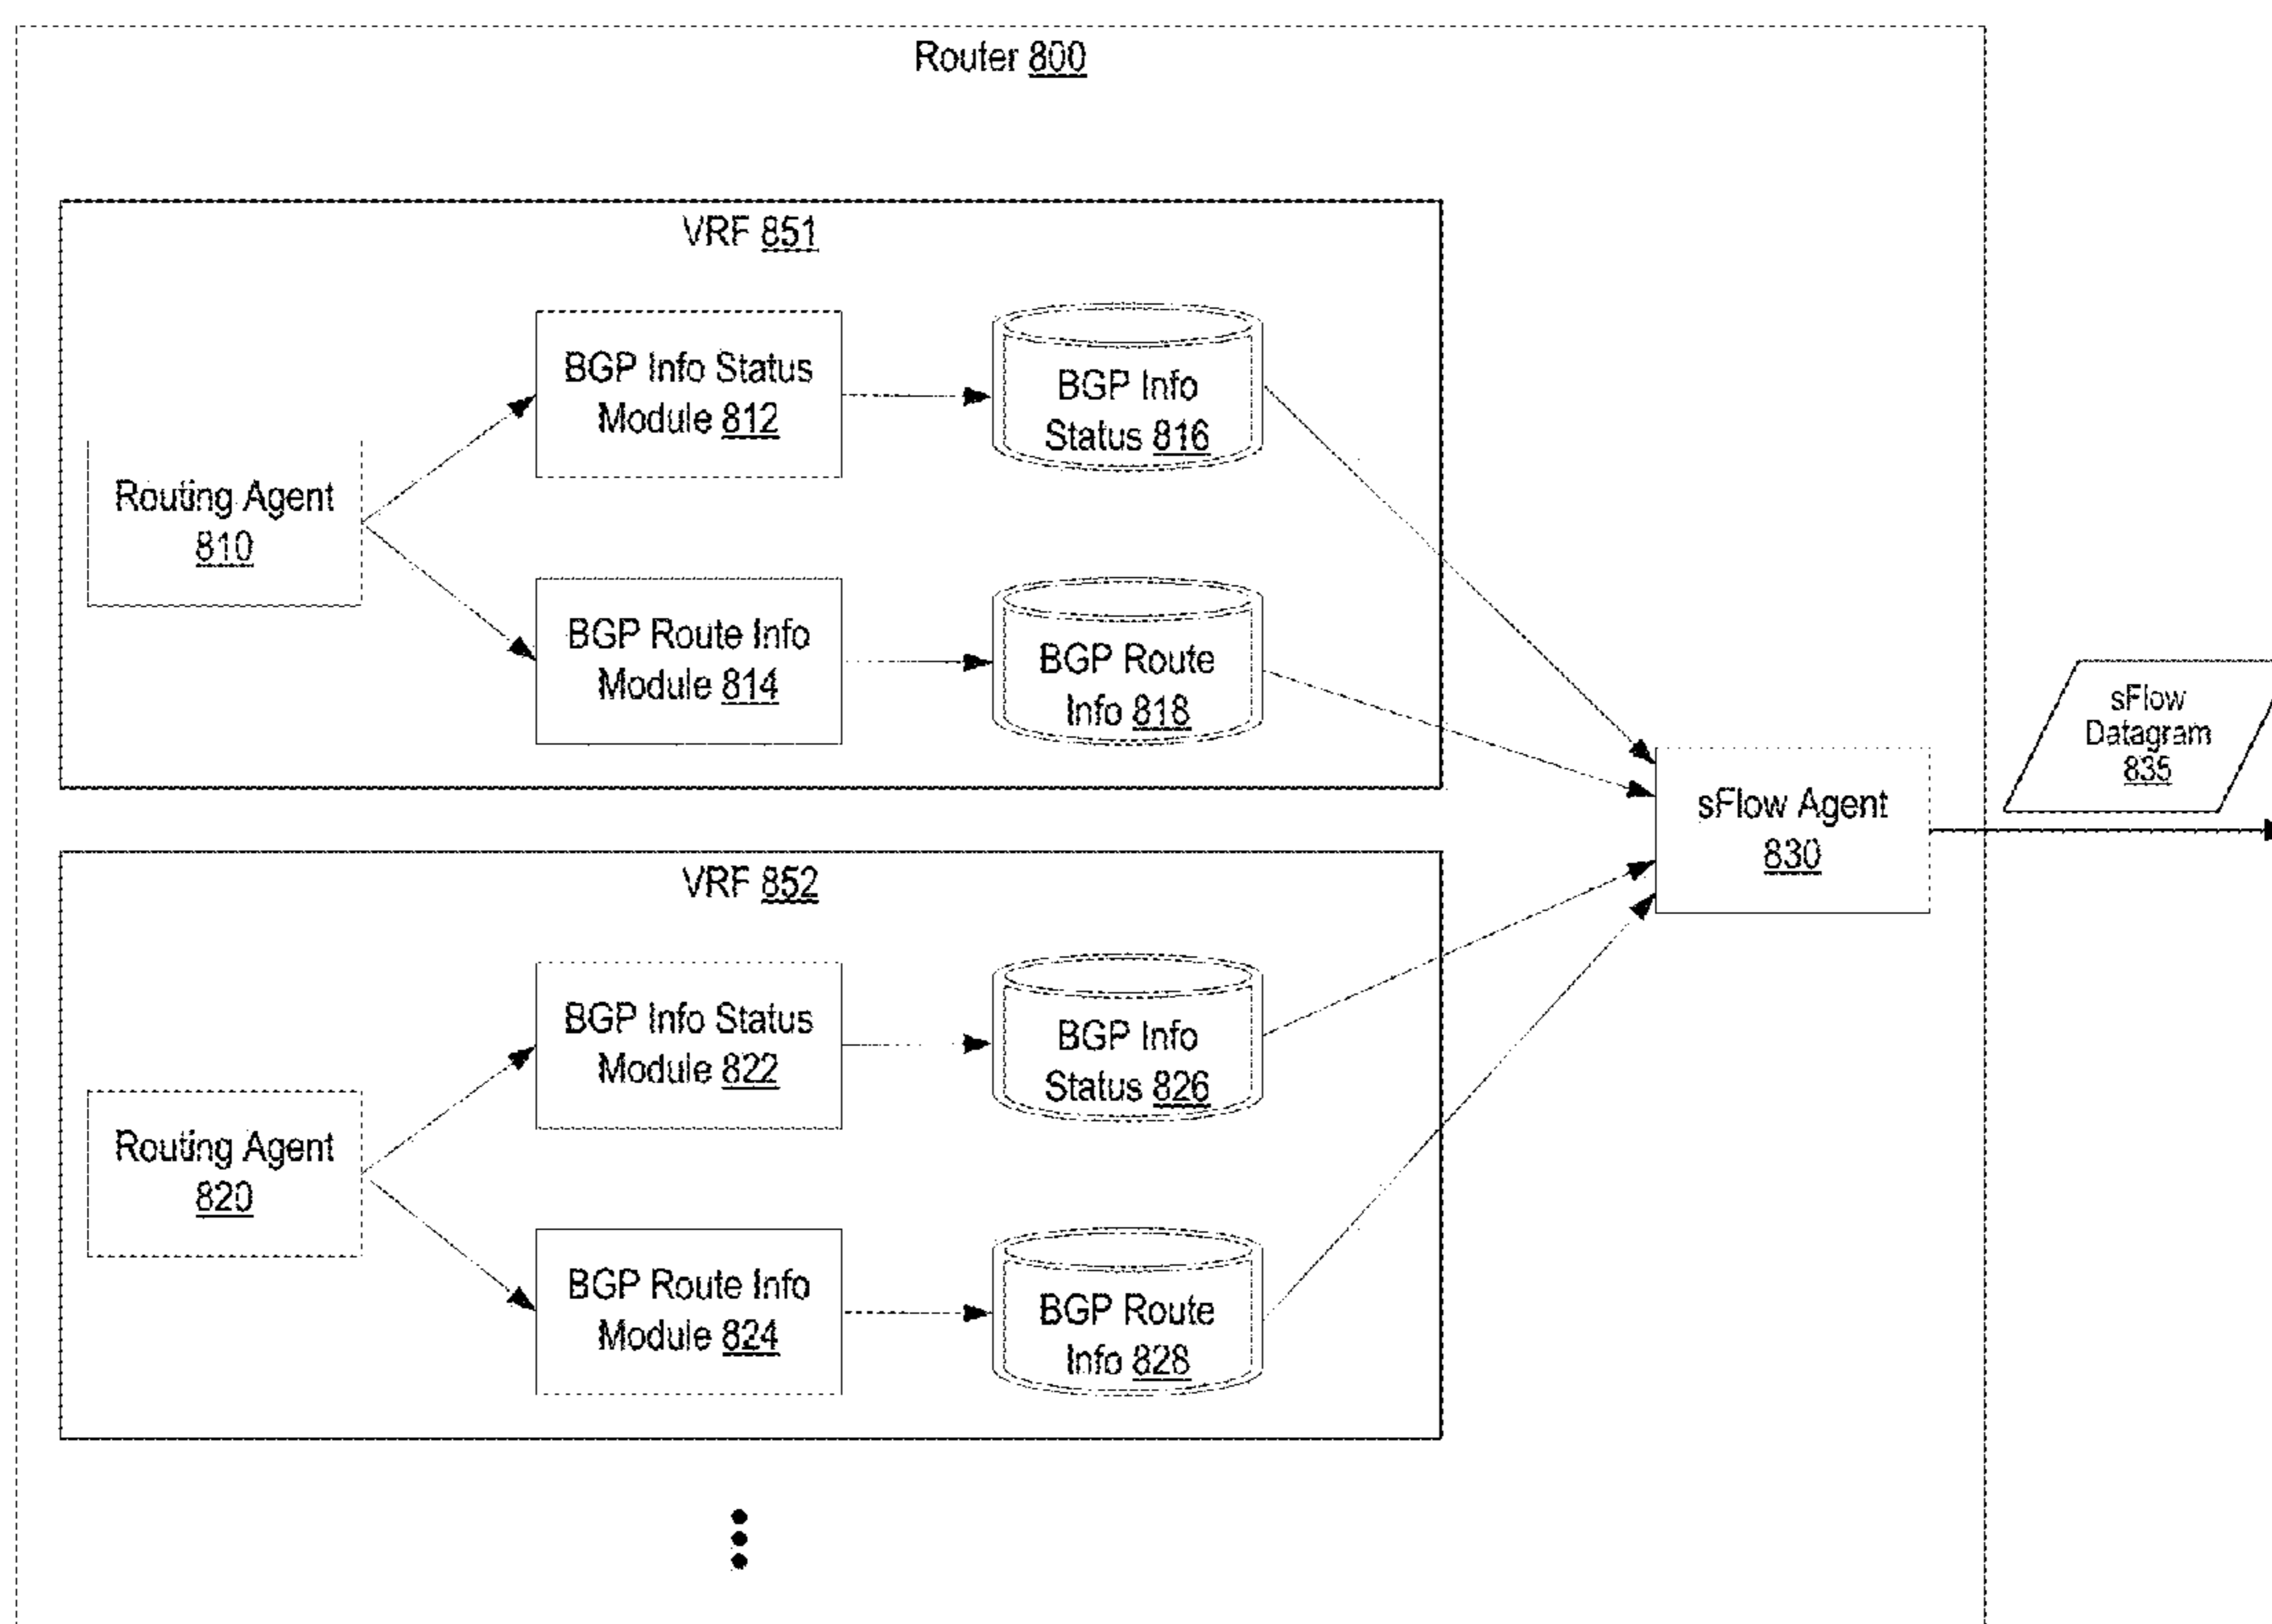 Router 800
VRF 851
BGP Info Status
Module 812
BGP Info
Status 816
Routing Agent
810
BGP Route Info
Module 814
BGP Route
Info 818
sFlow
Datagram
835
sFlow Agent
830
VRF 852
BGP Info Status
Module 822
BGP Info
Status 826
Routing Agent
820
BGP Route Info
Module 824
BGP Route
Info 828